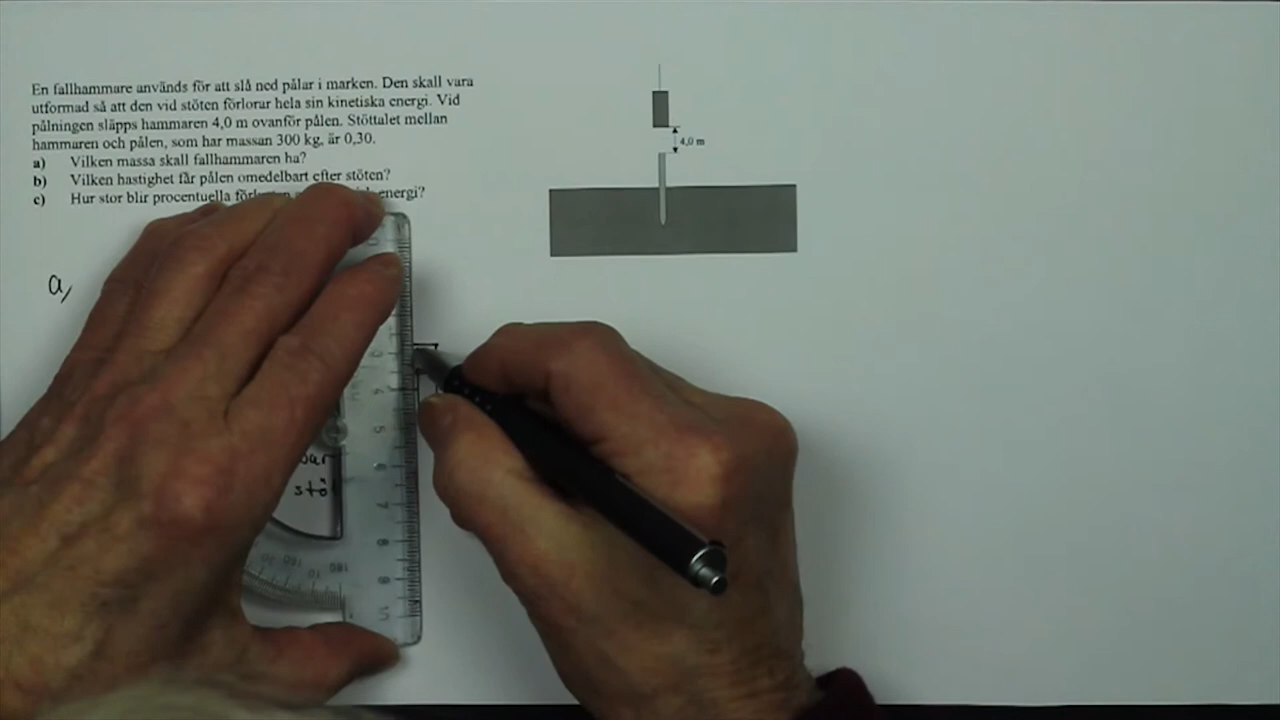 En fallhammare används för att slå ned pålar i marken. Den skall vara
utformad så att den vid stöten förlorar hela sin kinetiska energi. Vid
pålningen släpps hammaren 4,0 m ovanför pålen. Stöttalet mellan
hammaren och pålen, som har massan 300 kg, är 0,30.
a) Vilken massa skall fallhammaren ha?
b) Vilken hastighet får pålen omedelbart efter stöten?
c) Hur stor blir procentuella energi?
4,0 m
a,
stö